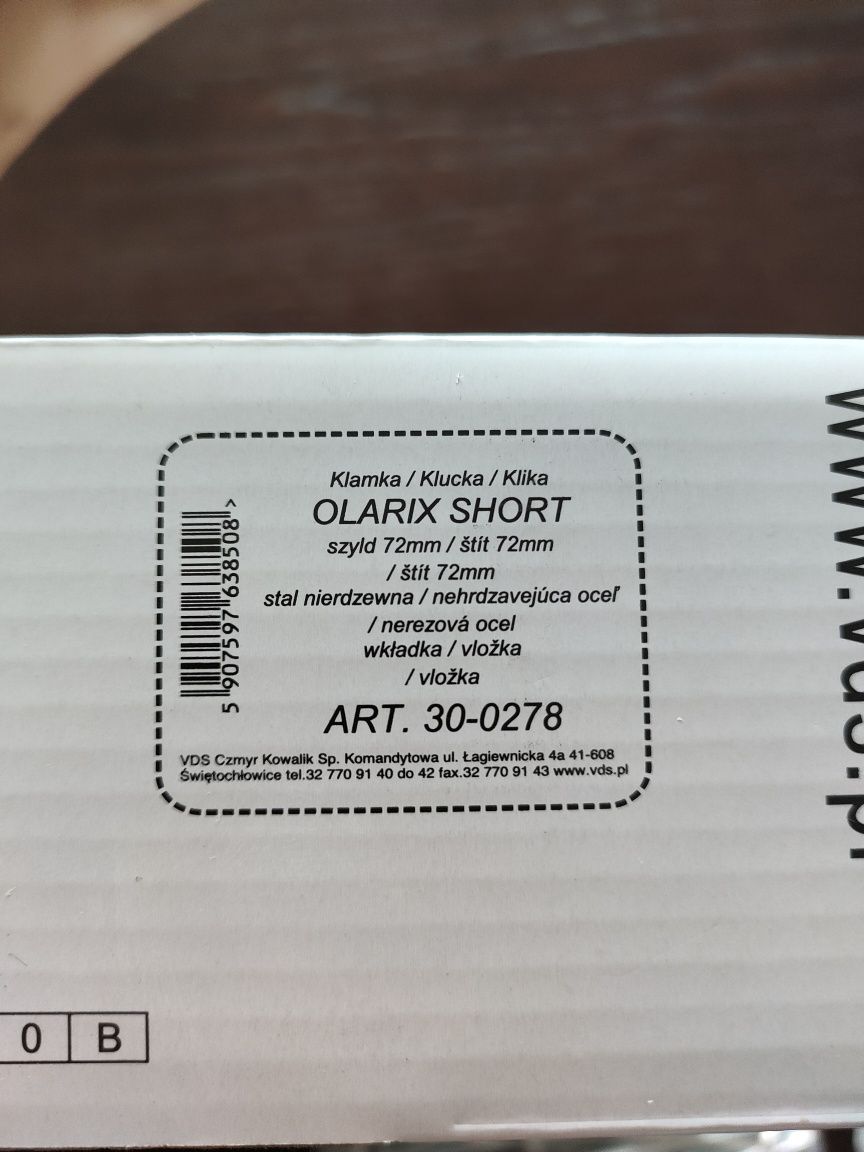 Klamka / Klucka / Klika
OLARIX SHORT
szyld 72mm / štít 72mm
/ štít 72mm
stal nierdzewna / nehrdzavejúca oceľ
/ nerezová ocel
wkładka / vložka
/ vložka
ART. 30-0278
VDS Czmyr Kowalik Sp. Komandytowa ul. Łagiewnicka 4a 41-608
Świętochłowice tel.32 770 91 40 do 42 fax.32 770 91 43 www.vds.pl
5 907597 638508 >
www.vds.pl
0 B